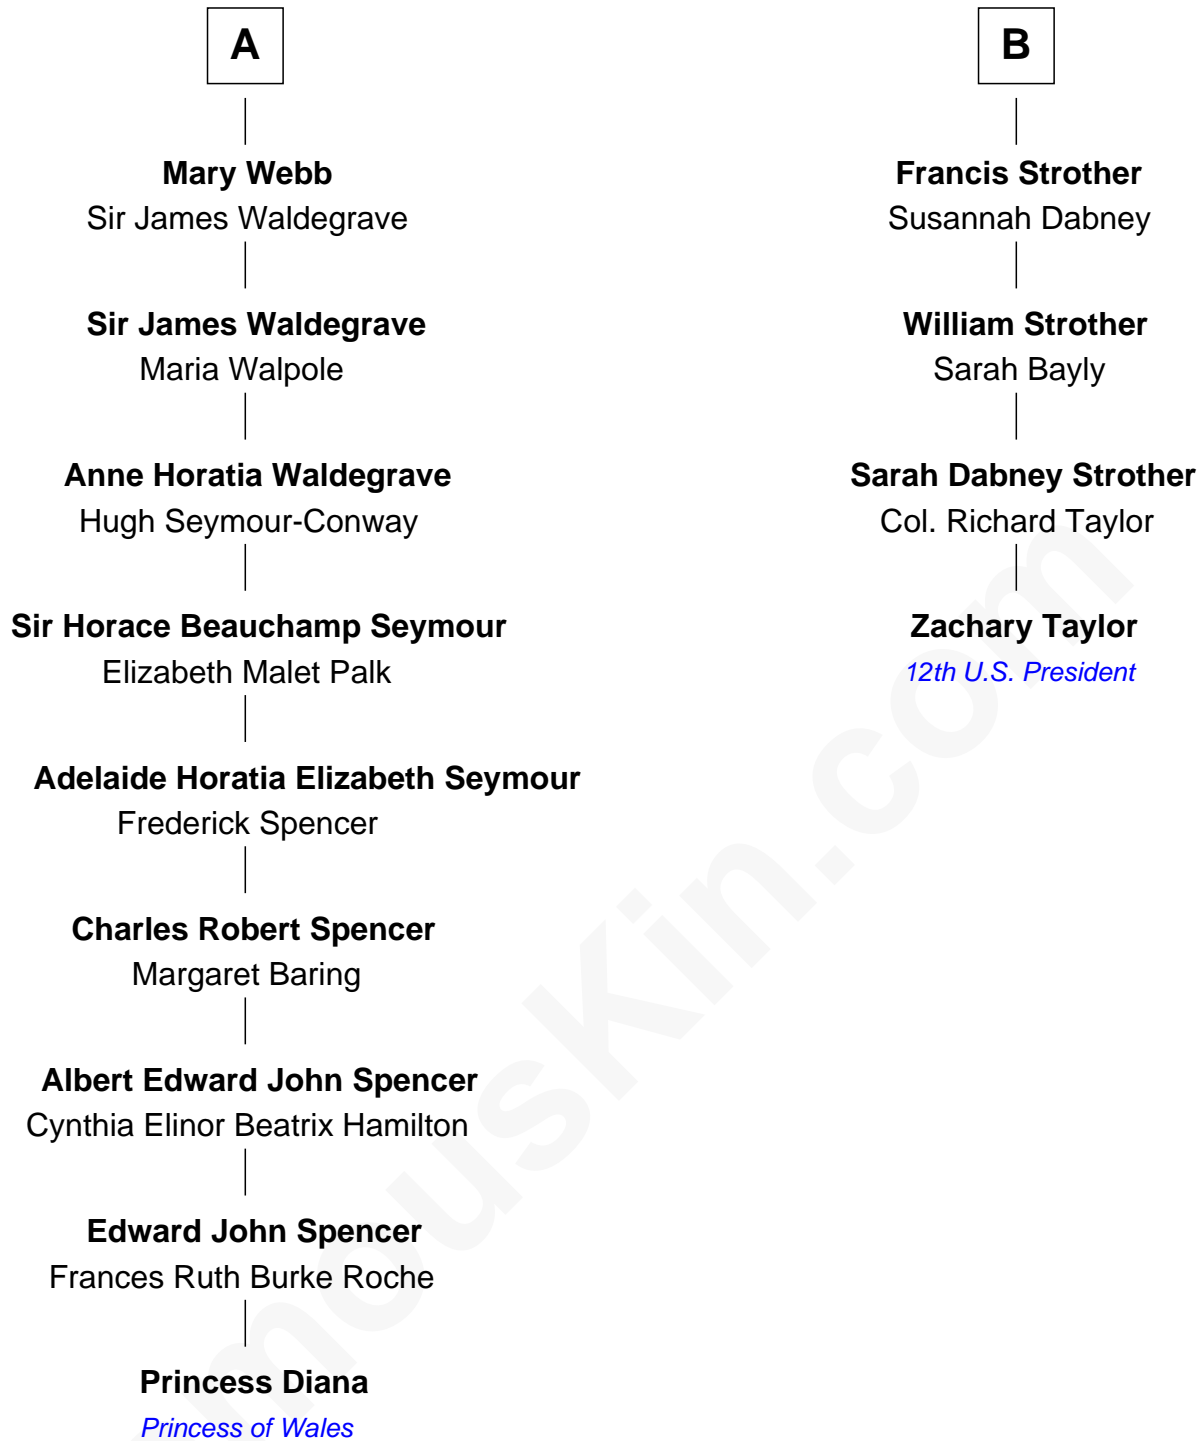 A
Mary Webb
Sir James Waldegrave
Sir James Waldegrave
Maria Walpole
Anne Horatia Waldegrave
Hugh Seymour-Conway
Sir Horace Beauchamp Seymour
Elizabeth Malet Palk
Adelaide Horatia Elizabeth Seymour
Frederick Spencer
Charles Robert Spencer
Margaret Baring
Albert Edward John Spencer
Cynthia Elinor Beatrix Hamilton
Edward John Spencer
Frances Ruth Burke Roche
Princess Diana
Princess of Wales
B
Francis Strother
Susannah Dabney
William Strother
Sarah Bayly
Sarah Dabney Strother
Col. Richard Taylor
Zachary Taylor
12th U.S. President
mousKin.com